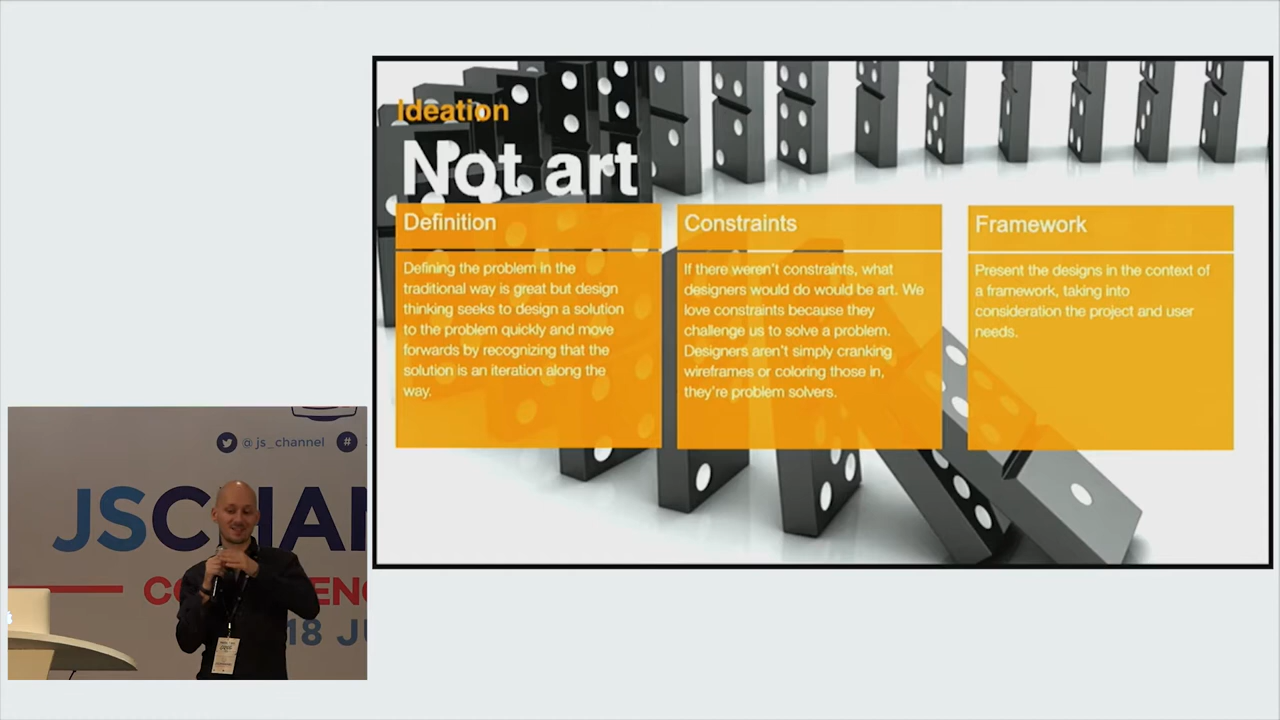 Ideation
Not art
Definition
Defining the problem in the
traditional way is great but design
thinking seeks to design a solution
to the problem quickly and move
forwards by recognizing that the
solution is an iteration along the
way.
Constraints
If there weren't constraints, what
designers would do would be art. We
love constraints because they
challenge us to solve a problem.
Designers aren't simply cranking
wireframes or coloring those in,
they're problem solvers.
Framework
Present the designs in the context of
a framework, taking into
consideration the project and user
needs.
@js_channel #
JSCHAN
18 JU